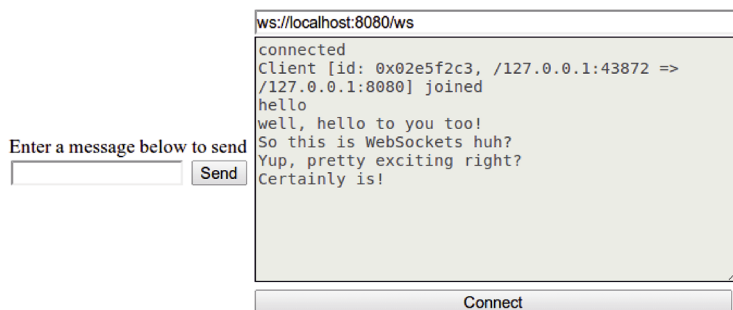 ws://localhost:8080/ws
connected
Client [id: 0x02e5f2c3, /127.0.0.1:43872 =>
/127.0.0.1:8080] joined
hello
well, hello to you too!
So this is WebSockets huh?
Yup, pretty exciting right?
Certainly is!
Enter a message below to send
Send
Connect